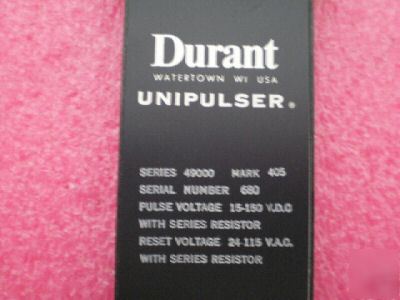 Durant
WATERTOWN WI USA
UNIPULSER®
SERIES 49000 MARK 405
SERIAL NUMBER 680
PULSE VOLTAGE 15-150 V.D.C
WITH SERIES RESISTOR
RESET VOLTAGE 24-115 V.A.C.
WITH SERIES RESISTOR